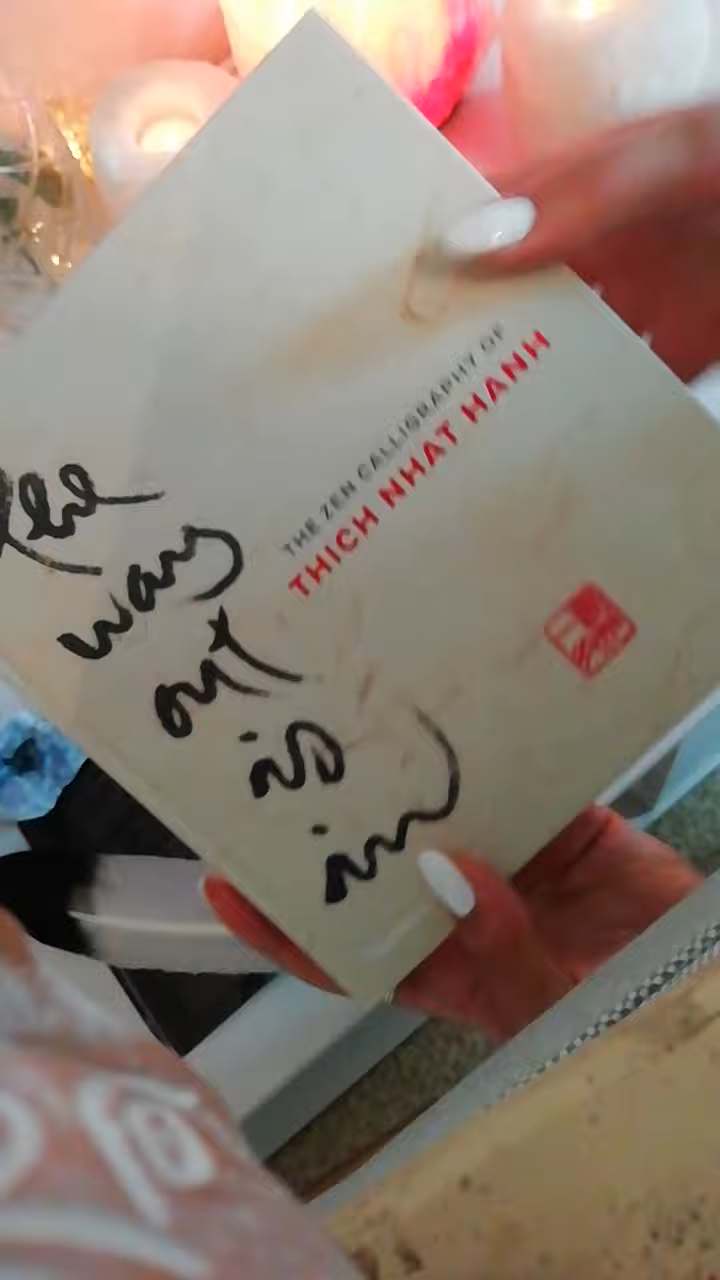 the
way
out
is
in
THE ZEN CALLIGRAPHY OF
THICH NHAT HANH